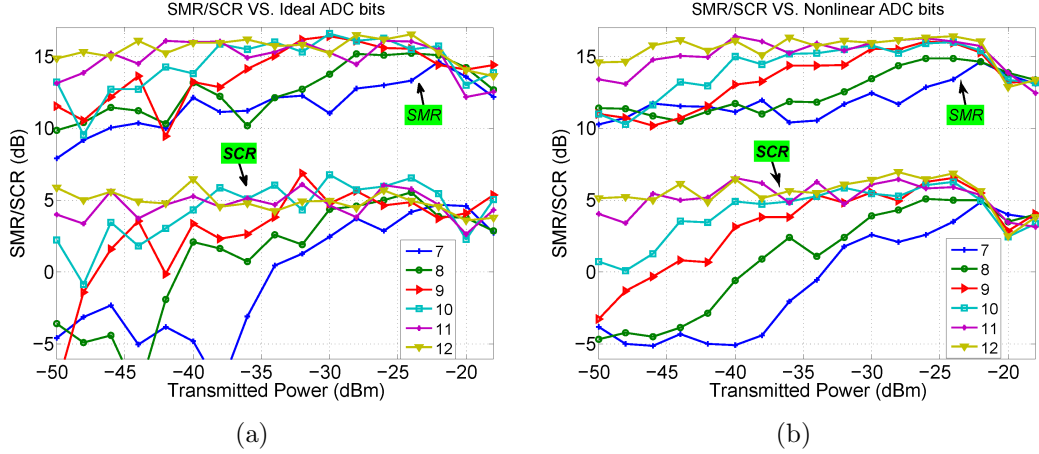 SMR/SCR VS. Ideal ADC bits
SMR/SCR (dB)
15
10
5
0
−5
SMR
SCR
7
8
9
10
11
12
−50 −45 −40 −35 −30 −25 −20
Transmitted Power (dBm)
(a)
SMR/SCR VS. Nonlinear ADC bits
SMR/SCR (dB)
15
10
5
0
−5
SMR
SCR
7
8
9
10
11
12
−50 −45 −40 −35 −30 −25 −20
Transmitted Power (dBm)
(b)